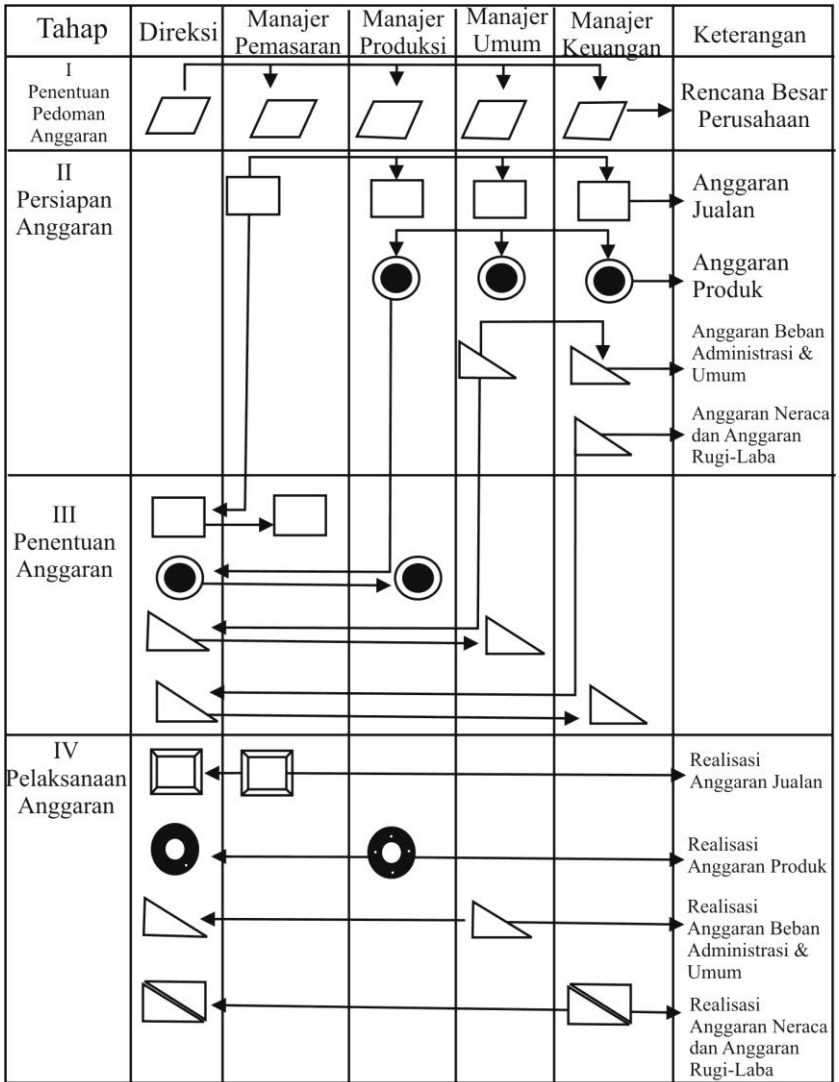 Tahap
Direksi
Manajer
Pemasaran
Manajer
Produksi
Manajer
Umum
Manajer
Keuangan
Keterangan
I
Penentuan
Pedoman
Anggaran
Rencana Besar
Perusahaan
II
Persiapan
Anggaran
Anggaran
Jualan
Anggaran
Produk
Anggaran Beban
Administrasi &
Umum
Anggaran Neraca
dan Anggaran
Rugi-Laba
III
Penentuan
Anggaran
IV
Pelaksanaan
Anggaran
Realisasi
Anggaran Jualan
Realisasi
Anggaran Produk
Realisasi
Anggaran Beban
Administrasi &
Umum
Realisasi
Anggaran Neraca
dan Anggaran
Rugi-Laba